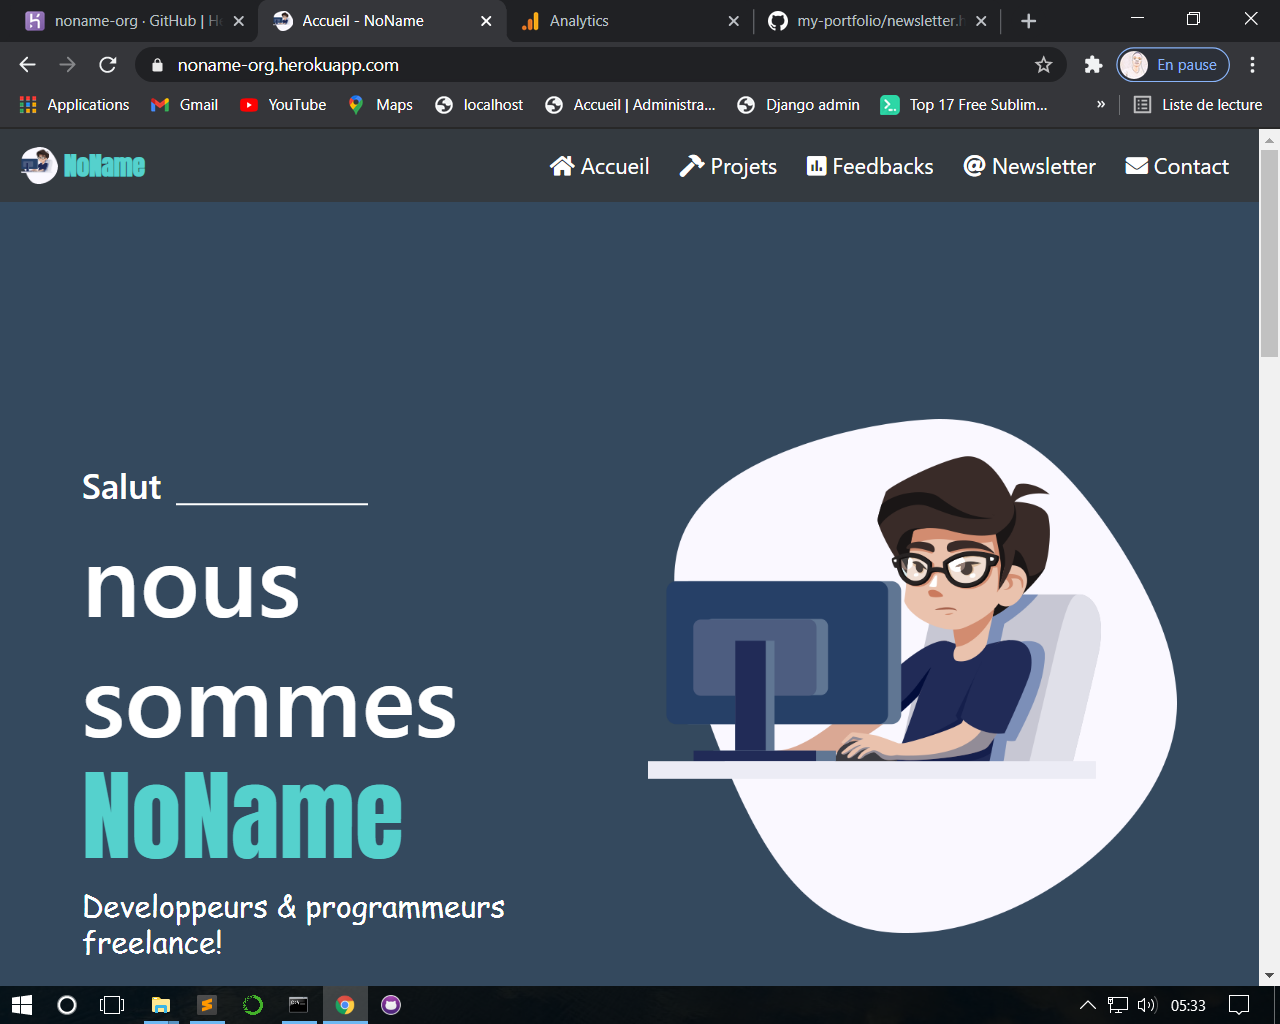 noname-org · GitHub | He
Accueil - NoName
Analytics
my-portfolio/newsletter.h
noname-org.herokuapp.com
En pause
Applications
Gmail
YouTube
Maps
localhost
Accueil | Administra...
Django admin
Top 17 Free Sublim...
»
Liste de lecture
NoName
Accueil
Projets
Feedbacks
Newsletter
Contact
Salut
nous
sommes
NoName
Developpeurs & programmeurs
freelance!
05:33